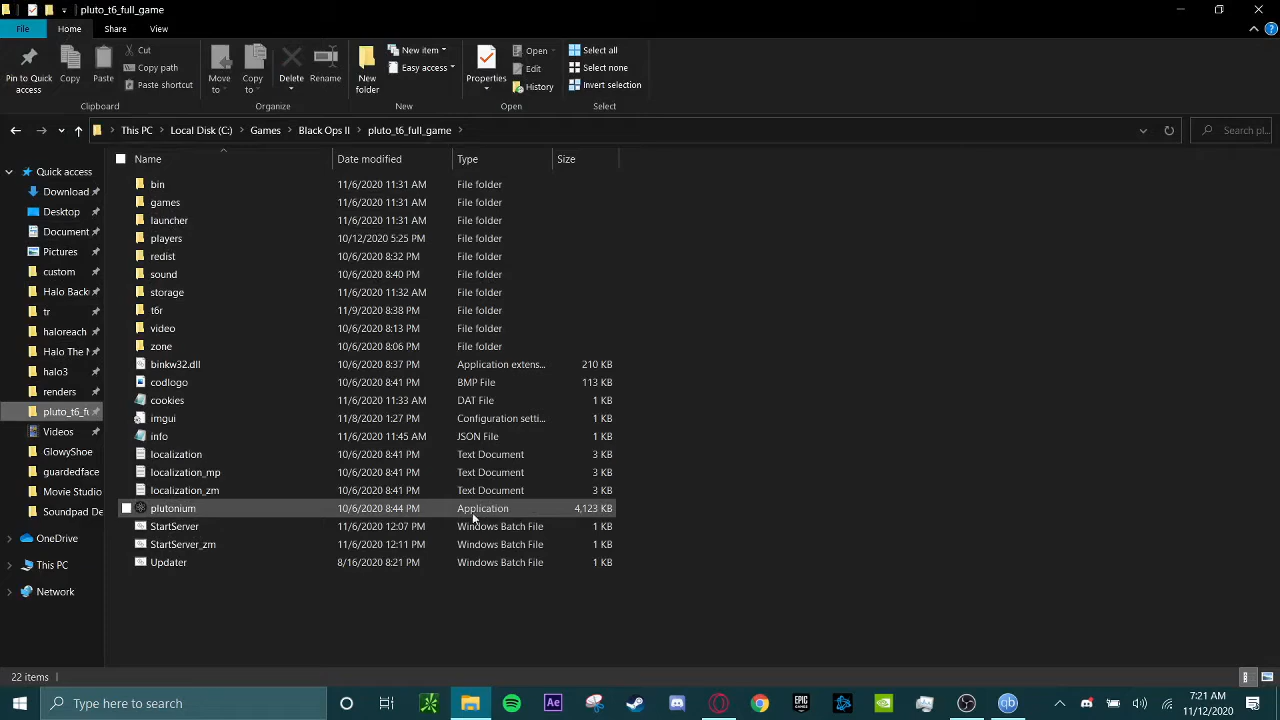 pluto_t6_full_game
File Home Share View
Pin to Quick access
Copy
Paste
Cut
Copy path
Paste shortcut
Clipboard
Move to
Copy to
Delete
Rename
Organize
New folder
New item
Easy access
New
Properties
Open
Edit
History
Open
Select all
Select none
Invert selection
Select
This PC Local Disk (C:) Games Black Ops II pluto_t6_full_game
Search pl...
Quick access
Download
Desktop
Document
Pictures
custom
Halo Back
tr
haloreach
Halo The M
halo3
renders
pluto_t6_fu
Videos
GlowyShoe
guardedface
Movie Studio
Soundpad De
OneDrive
This PC
Network
Name Date modified Type Size
bin 11/6/2020 11:31 AM File folder
games 11/6/2020 11:31 AM File folder
launcher 11/6/2020 11:31 AM File folder
players 10/12/2020 5:25 PM File folder
redist 10/6/2020 8:32 PM File folder
sound 10/6/2020 8:40 PM File folder
storage 11/6/2020 11:32 AM File folder
t6r 11/9/2020 8:38 PM File folder
video 10/6/2020 8:13 PM File folder
zone 10/6/2020 8:06 PM File folder
binkw32.dll 10/6/2020 8:37 PM Application extens... 210 KB
codlogo 10/6/2020 8:41 PM BMP File 113 KB
cookies 11/6/2020 11:33 AM DAT File 1 KB
imgui 11/8/2020 1:27 PM Configuration setti... 1 KB
info 11/6/2020 11:45 AM JSON File 1 KB
localization 10/6/2020 8:41 PM Text Document 3 KB
localization_mp 10/6/2020 8:41 PM Text Document 3 KB
localization_zm 10/6/2020 8:41 PM Text Document 3 KB
plutonium 10/6/2020 8:44 PM Application 4,123 KB
StartServer 11/6/2020 12:07 PM Windows Batch File 1 KB
StartServer_zm 11/6/2020 12:11 PM Windows Batch File 1 KB
Updater 8/16/2020 8:21 PM Windows Batch File 1 KB
22 items
Type here to search
Ae
EPIC GAMES
qb
7:21 AM
11/12/2020